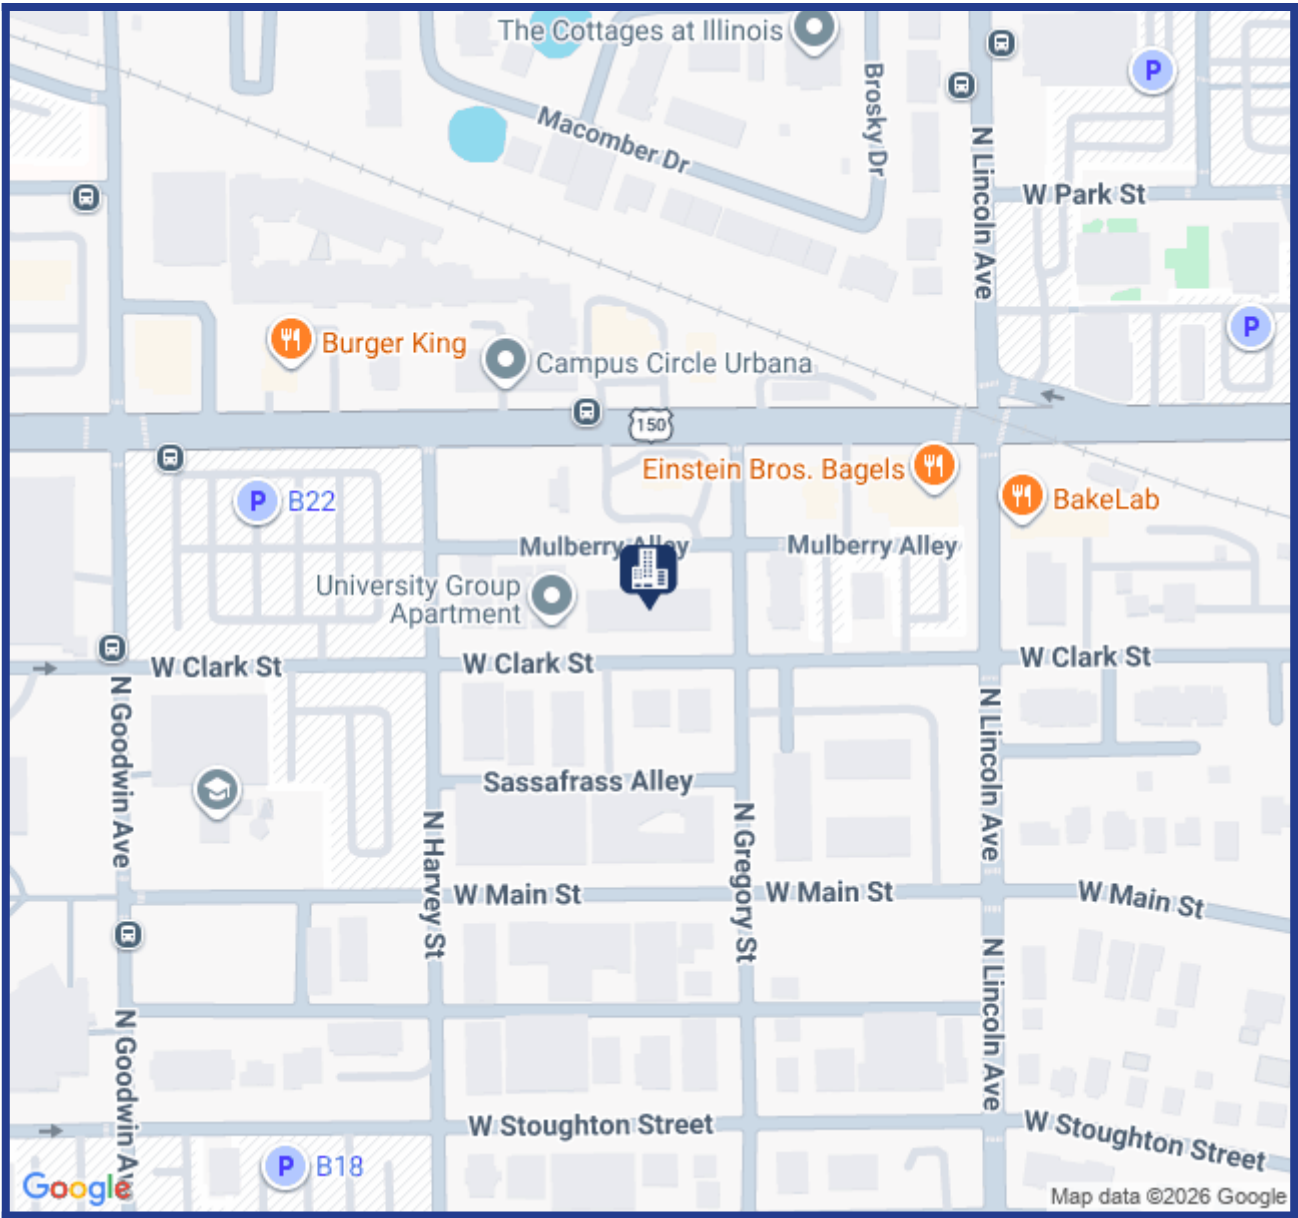 The Cottages at Illinois
P
Brosky Dr
Macomber Dr
N Lincoln Ave
W Park St
P
Burger King
Campus Circle Urbana
150
Einstein Bros. Bagels
BakeLab
P B22
Mulberry Alley
Mulberry Alley
University Group
Apartment
W Clark St
W Clark St
W Clark St
N Goodwin Ave
N Lincoln Ave
Sassafrass Alley
N Harvey St
N Gregory St
W Main St
W Main St
W Main St
N Lincoln Ave
N Goodwin Av
W Stoughton Street
W Stoughton Street
P B18
Google
Map data ©2026 Google